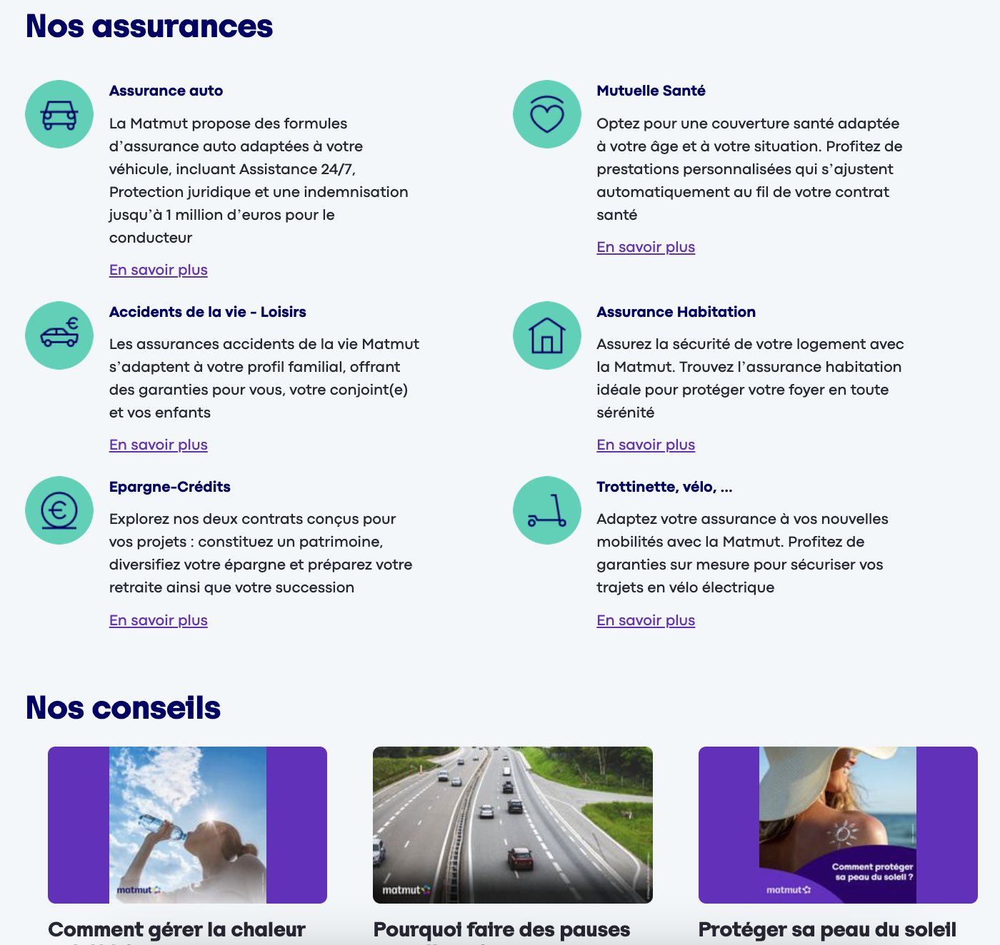 Nos assurances
Assurance auto
La Matmut propose des formules
d’assurance auto adaptées à votre
véhicule, incluant Assistance 24/7,
Protection juridique et une indemnisation
jusqu’à 1 million d’euros pour le
conducteur
En savoir plus
Mutuelle Santé
Optez pour une couverture santé adaptée
à votre âge et à votre situation. Profitez de
prestations personnalisées qui s’ajustent
automatiquement au fil de votre contrat
santé
En savoir plus
Accidents de la vie - Loisirs
Les assurances accidents de la vie Matmut
s’adaptent à votre profil familial, offrant
des garanties pour vous, votre conjoint(e)
et vos enfants
En savoir plus
Assurance Habitation
Assurez la sécurité de votre logement avec
la Matmut. Trouvez l’assurance habitation
idéale pour protéger votre foyer en toute
sérénité
En savoir plus
Epargne-Crédits
Explorez nos deux contrats conçus pour
vos projets : constituez un patrimoine,
diversifiez votre épargne et préparez votre
retraite ainsi que votre succession
En savoir plus
Trottinette, vélo, ...
Adaptez votre assurance à vos nouvelles
mobilités avec la Matmut. Profitez de
garanties sur mesure pour sécuriser vos
trajets en vélo électrique
En savoir plus
Nos conseils
matmut
Comment gérer la chaleur
matmut
Pourquoi faire des pauses
Comment protéger
sa peau du soleil ?
matmut
Protéger sa peau du soleil